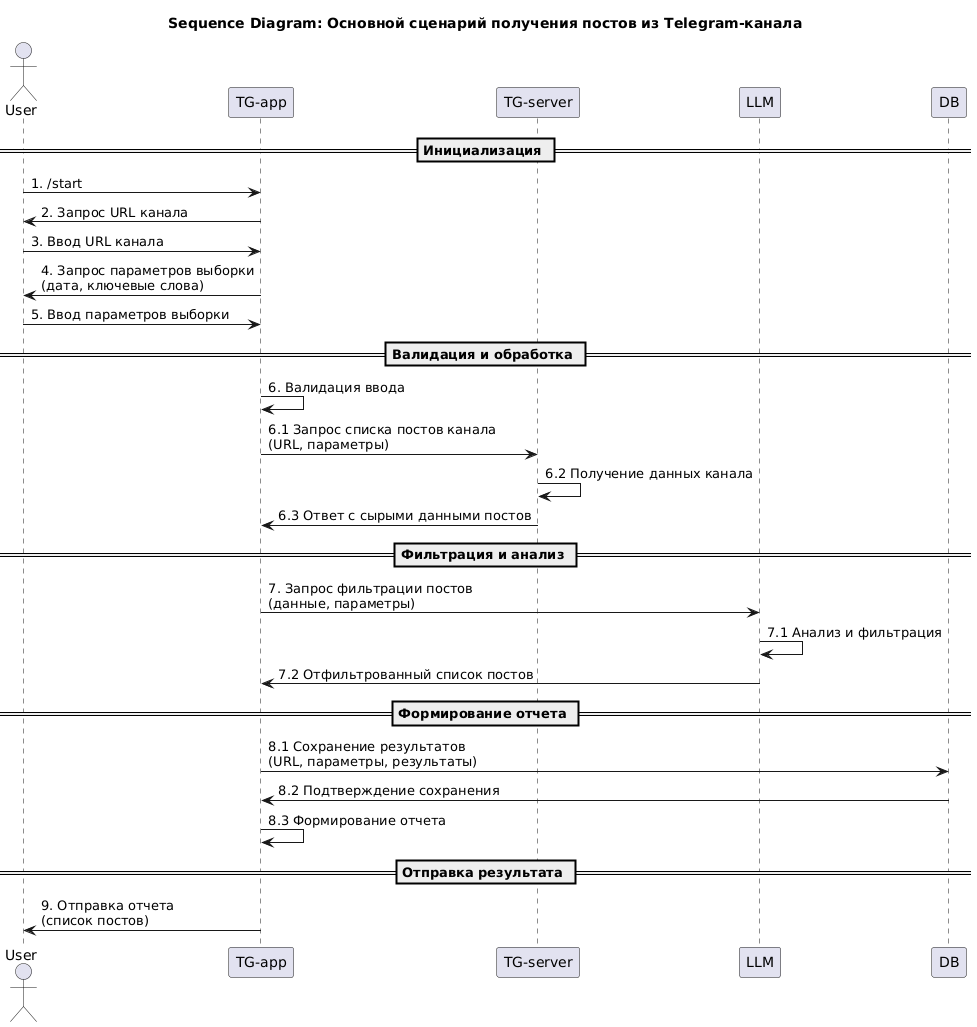 Sequence Diagram: Основной сценарий получения постов из Telegram-канала
User
TG-app
TG-server
LLM
DB
Инициализация
1. /start
2. Запрос URL канала
3. Ввод URL канала
4. Запрос параметров выборки
(дата, ключевые слова)
5. Ввод параметров выборки
Валидация и обработка
6. Валидация ввода
6.1 Запрос списка постов канала
(URL, параметры)
6.2 Получение данных канала
6.3 Ответ с сырыми данными постов
Фильтрация и анализ
7. Запрос фильтрации постов
(данные, параметры)
7.1 Анализ и фильтрация
7.2 Отфильтрованный список постов
Формирование отчета
8.1 Сохранение результатов
(URL, параметры, результаты)
8.2 Подтверждение сохранения
8.3 Формирование отчета
Отправка результата
9. Отправка отчета
(список постов)
User
TG-app
TG-server
LLM
DB